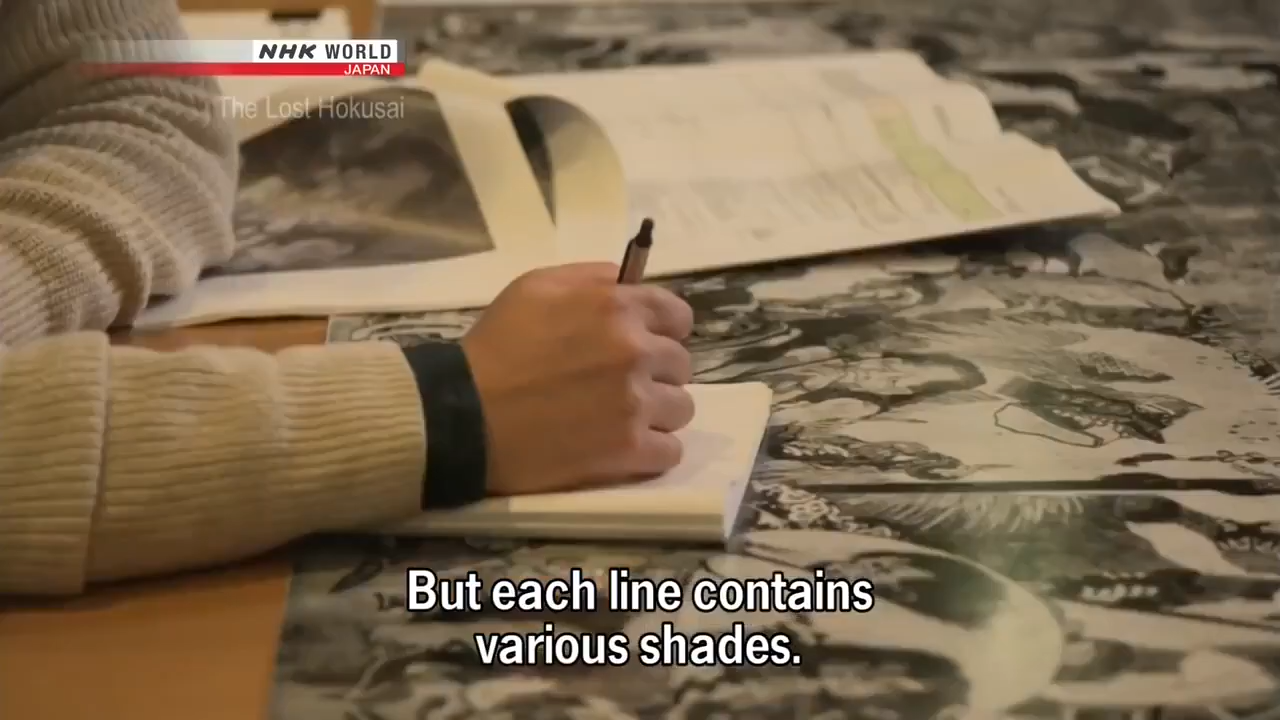 NHK WORLD
JAPAN
The Lost Hokusai
But each line contains
various shades.